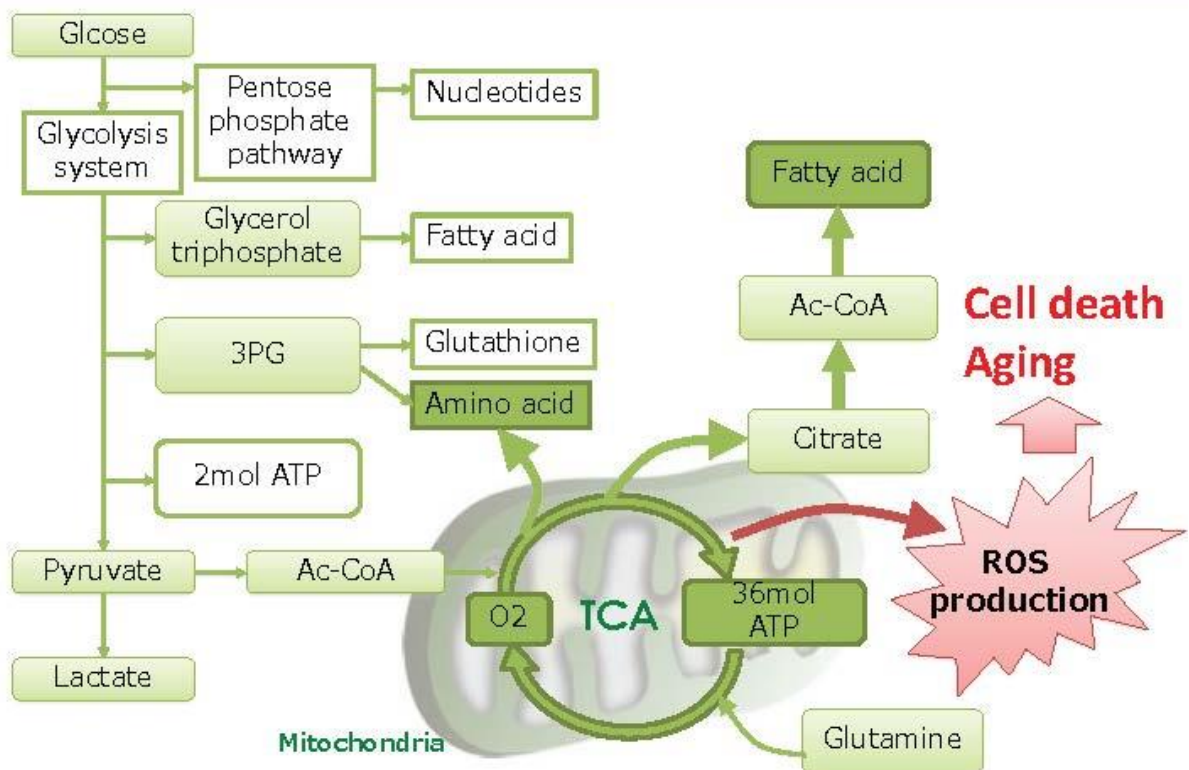 Glcose
Pentose
phosphate
pathway
Nucleotides
Glycolysis
system
Glycerol
triphosphate
Fatty acid
3PG
Glutathione
Amino acid
2mol ATP
Pyruvate
Ac-CoA
Lactate
Fatty acid
Ac-CoA
Citrate
Cell death
Aging
ROS
production
O2
TCA
36mol
ATP
Mitochondria
Glutamine